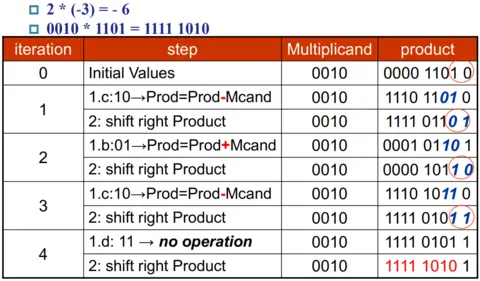 2 * (-3) = - 6
0010 * 1101 = 1111 1010
iteration step Multiplicand product
0 Initial Values 0010 0000 1101 0
1 1.c:10→Prod=Prod-Mcand 0010 1110 1101 0
2: shift right Product 0010 1111 0110 1
2 1.b:01→Prod=Prod+Mcand 0010 0001 0110 1
2: shift right Product 0010 0000 1011 0
3 1.c:10→Prod=Prod-Mcand 0010 1110 1011 0
2: shift right Product 0010 1111 0101 1
4 1.d: 11 → no operation 0010 1111 0101 1
2: shift right Product 0010 1111 1010 1